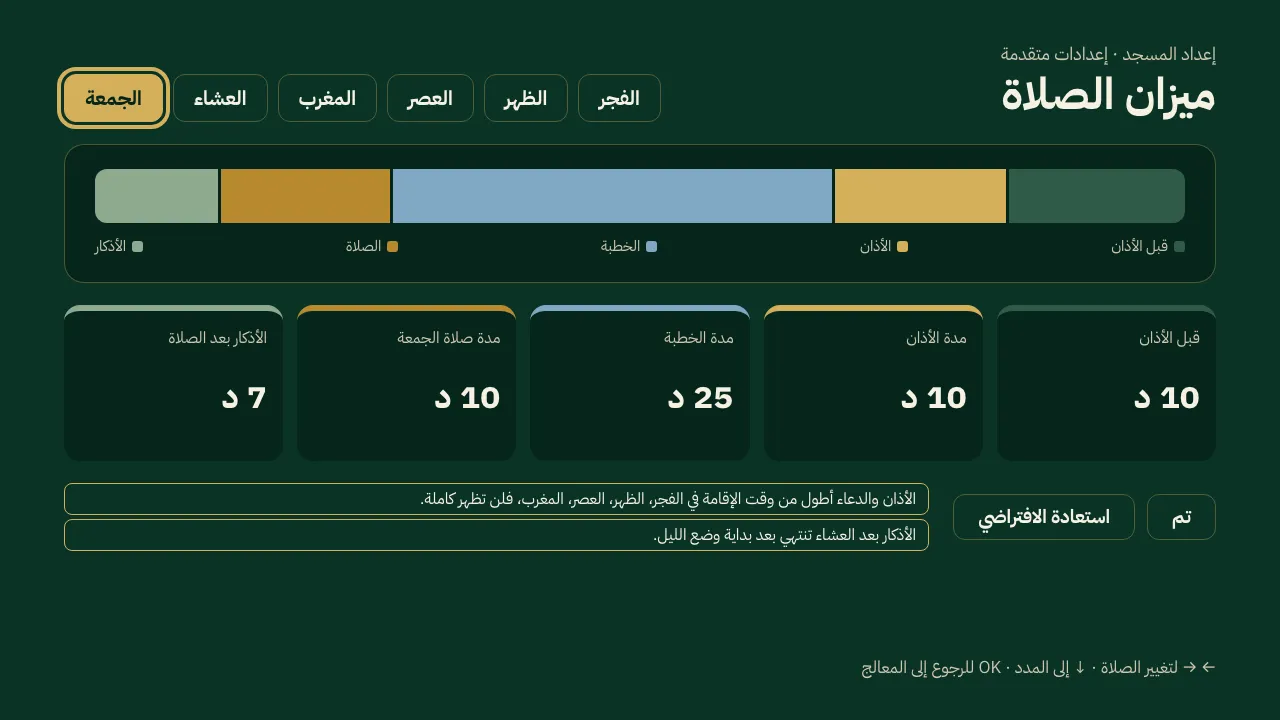 إعداد المسجد · إعدادات متقدمة
ميزان الصلاة
الفجر
الظهر
العصر
المغرب
العشاء
الجمعة
قبل الأذان
الأذان
الخطبة
الصلاة
الأذكار
قبل الأذان
10 د
مدة الأذان
10 د
مدة الخطبة
25 د
مدة صلاة الجمعة
10 د
الأذكار بعد الصلاة
7 د
تم
استعادة الافتراضي
الأذان والدعاء أطول من وقت الإقامة في الفجر، الظهر، العصر، المغرب، فلن تظهر كاملة.
الأذكار بعد العشاء تنتهي بعد بداية وضع الليل.
← → لتغيير الصلاة · ↓ إلى المدد · OK للرجوع إلى المعالج